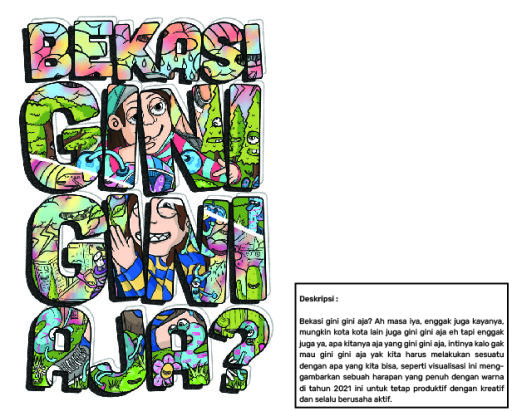 BEKASI
GINI
GINI
AJA?
Deskripsi :
Bekasi gini gini aja? Ah masa iya, enggak juga kayanya,
mungkin kota kota lain juga gini gini aja eh tapi enggak
juga ya, apa kitanya aja yang gini gini aja, intinya kalo gak
mau gini gini aja yak kita harus melakukan sesuatu
dengan apa yang kita bisa, seperti visualisasi ini meng-
gambarkan sebuah harapan yang penuh dengan warna
di tahun 2021 ini untuk tetap produktif dengan kreatif
dan selalu berusaha aktif.